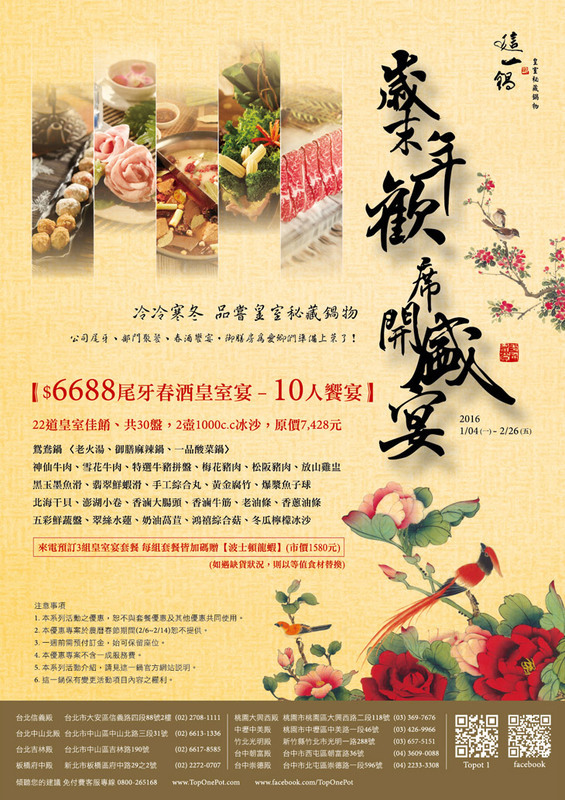 這一鍋
皇室秘藏鍋物
歲末年歡
席開盛宴
2016
1/04(一) - 2/26(五)
冷冷寒冬 品嘗皇室秘藏鍋物
公司尾牙、部門聚餐、春酒饗宴，御膳房為愛卿們準備上菜了！
【$6688尾牙春酒皇室宴－10人饗宴】
22道皇室佳餚、共30盤，2壺1000c.c冰沙，原價7,428元
鴛鴦鍋〈老火湯、御膳麻辣鍋、一品酸菜鍋〉
神仙牛肉、雪花牛肉、特選牛豬拼盤、梅花豬肉、松阪豬肉、放山雞盅
黑玉墨魚滑、翡翠鮮蝦滑、手工綜合丸、黃金腐竹、爆漿魚子球
北海干貝、澎湖小卷、香滷大腸頭、香滷牛筋、老油條、香蔥油條
五彩鮮蔬盤、翠絲水蓮、奶油萵苣、鴻禧綜合菇、冬瓜檸檬冰沙
來電預訂3組皇室宴套餐 每組套餐皆加碼贈【波士頓龍蝦】(市價1580元)
(如遇缺貨狀況，則以等值食材替換)
注意事項
1. 本系列活動之優惠，恕不與套餐優惠及其他優惠共同使用。
2. 本優惠專案於農曆春節期間(2/6~2/14)恕不提供。
3. 一週前需預付訂金，始可保留座位。
4. 本優惠專案不含一成服務費。
5. 本系列活動介紹，請見這一鍋官方網站說明。
6. 這一鍋保有變更活動項目內容之權利。
台北信義殿 台北市大安區信義路四段88號2樓 (02) 2708-1111
台北中山北殿 台北市中山區中山北路三段31號 (02) 6613-1336
台北吉林殿 台北市中山區吉林路190號 (02) 6617-8585
板橋府中殿 新北市板橋區府中路29之2號 (02) 2272-0707
傾聽您的建議 免付費客服專線 0800-265168 www.TopOnePot.com www.facebook.com/TopOnePot
桃園大興西殿 桃園市桃園區大興西路二段118號 (03) 369-7676
中壢中美殿 桃園市中壢區中美路一段46號 (03) 426-9966
竹北光明殿 新竹縣竹北市光明一路288號 (03) 657-5151
台中朝富殿 台中市西屯區朝富路36號 (04) 3609-0088
台中崇德殿 台中市北屯區崇德路一段596號 (04) 2233-3308
Topot 1
facebook